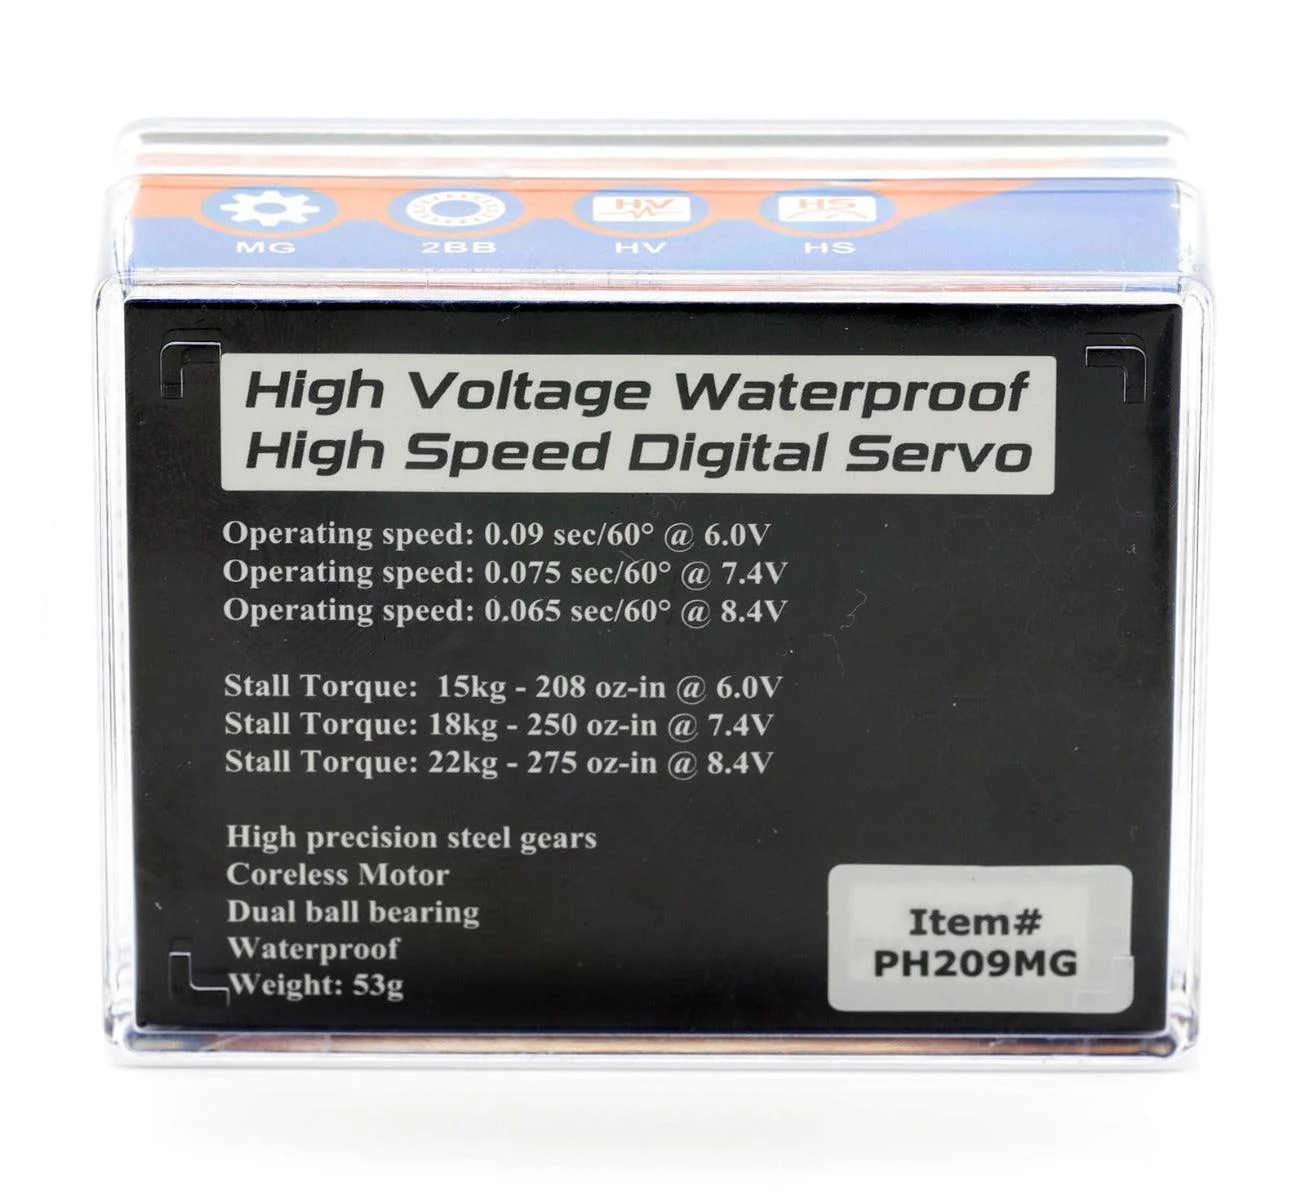 HV HS
MG 2BB HV HS
High Voltage Waterproof
High Speed Digital Servo
Operating speed: 0.09 sec/60° @ 6.0V
Operating speed: 0.075 sec/60° @ 7.4V
Operating speed: 0.065 sec/60° @ 8.4V
Stall Torque: 15kg - 208 oz-in @ 6.0V
Stall Torque: 18kg - 250 oz-in @ 7.4V
Stall Torque: 22kg - 275 oz-in @ 8.4V
High precision steel gears
Coreless Motor
Dual ball bearing
Waterproof
Weight: 53g
Item#
PH209MG